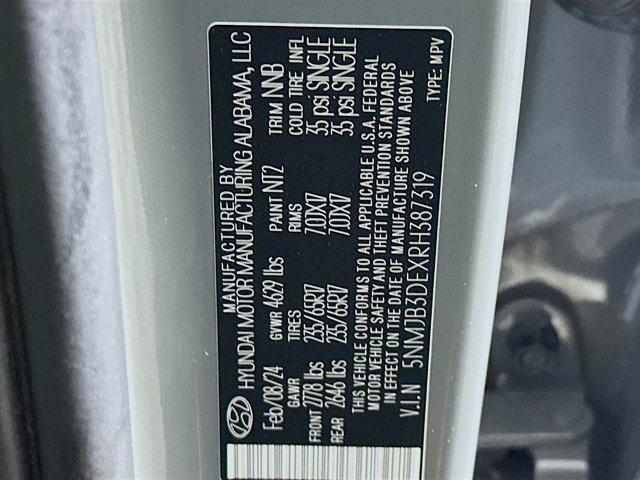 MANUFACTURED BY
HYUNDAI MOTOR MANUFACTURING ALABAMA, LLC
Feb/08/24 GVWR 4629 lbs PAINT NT2 TRIM NNB
GAWR TIRES RIMS COLD TIRE INFL
FRONT 2778 lbs 235/65R17 7.0JX17 35 psi SINGLE
REAR 2646 lbs 235/65R17 7.0JX17 35 psi SINGLE
THIS VEHICLE CONFORMS TO ALL APPLICABLE U.S.A. FEDERAL
MOTOR VEHICLE SAFETY AND THEFT PREVENTION STANDARDS
IN EFFECT ON THE DATE OF MANUFACTURE SHOWN ABOVE
V.I.N 5NMJB3DEXRH387319 TYPE: MPV